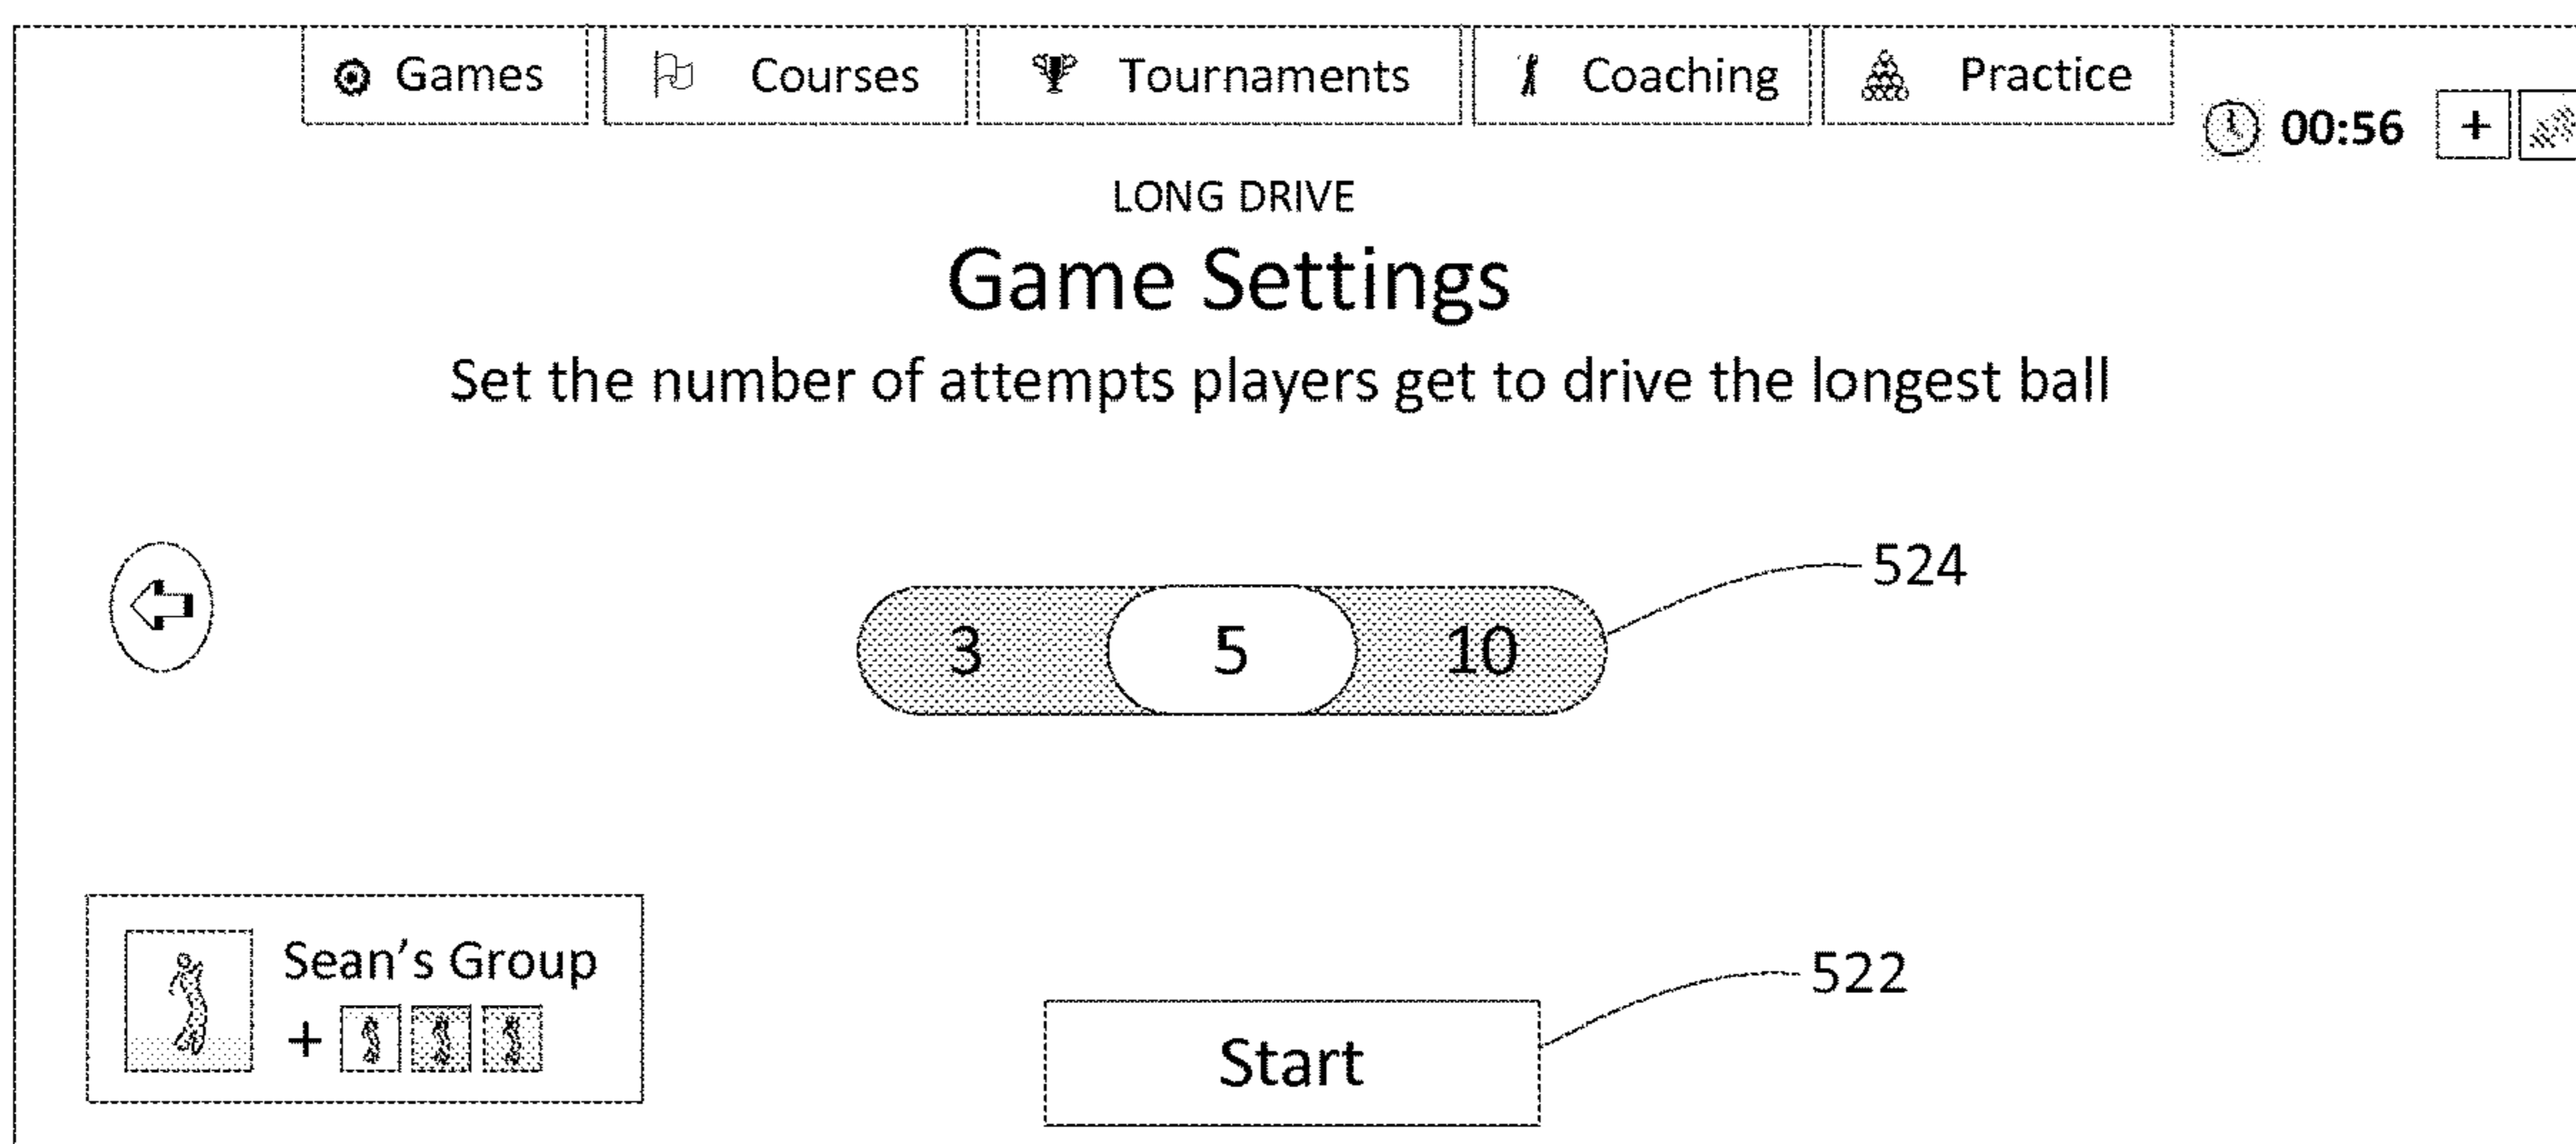 Games Courses Tournaments Coaching Practice
00:56 +
LONG DRIVE
Game Settings
Set the number of attempts players get to drive the longest ball
524
3 5 10
Sean's Group
+
522
Start